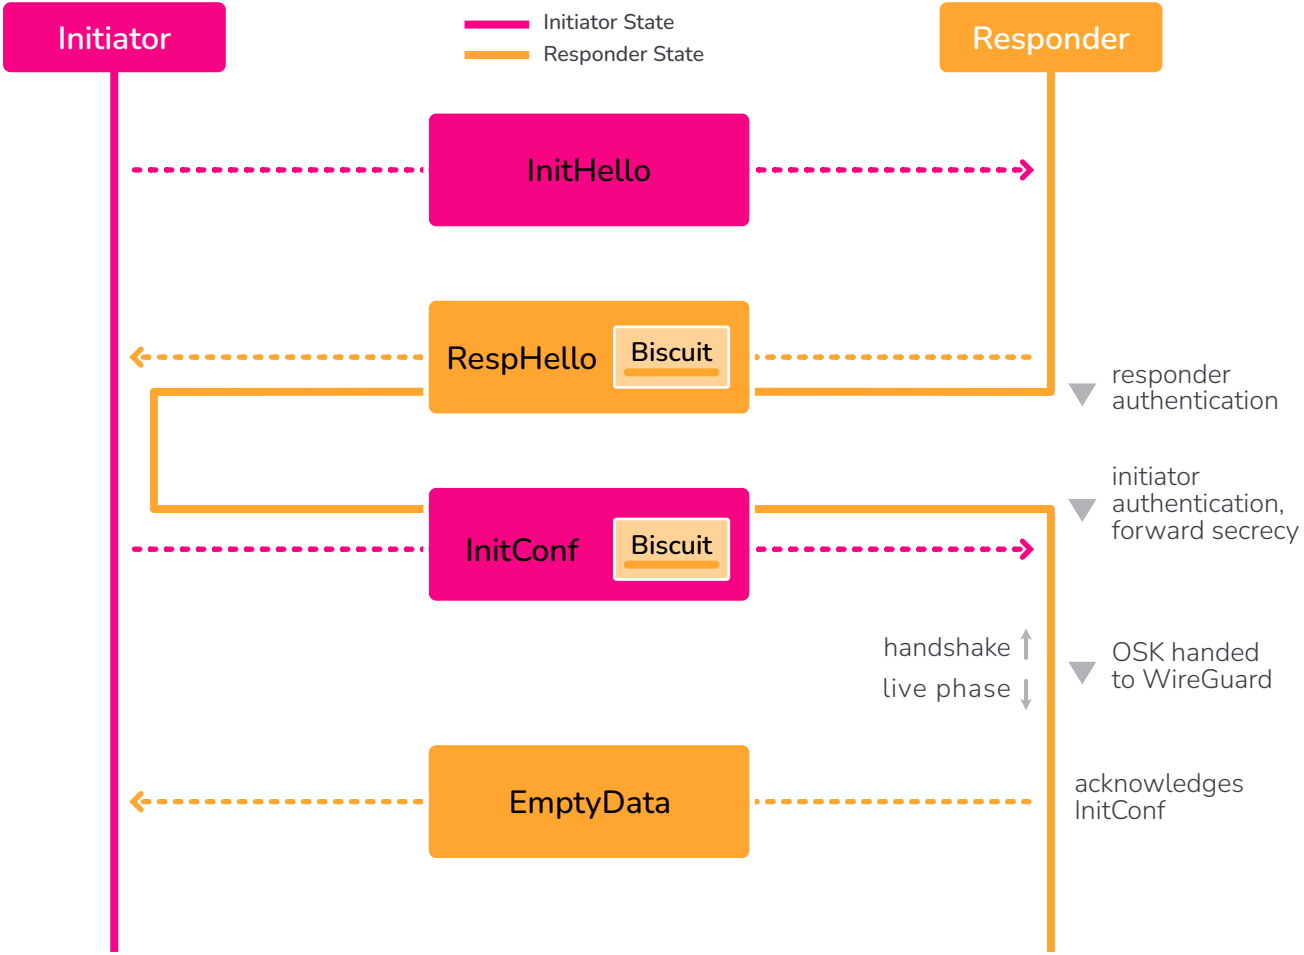 Initiator
Initiator State
Responder State
Responder
InitHello
RespHello
Biscuit
responder
authentication
initiator
authentication,
forward secrecy
InitConf
Biscuit
handshake
live phase
OSK handed
to WireGuard
EmptyData
acknowledges
InitConf